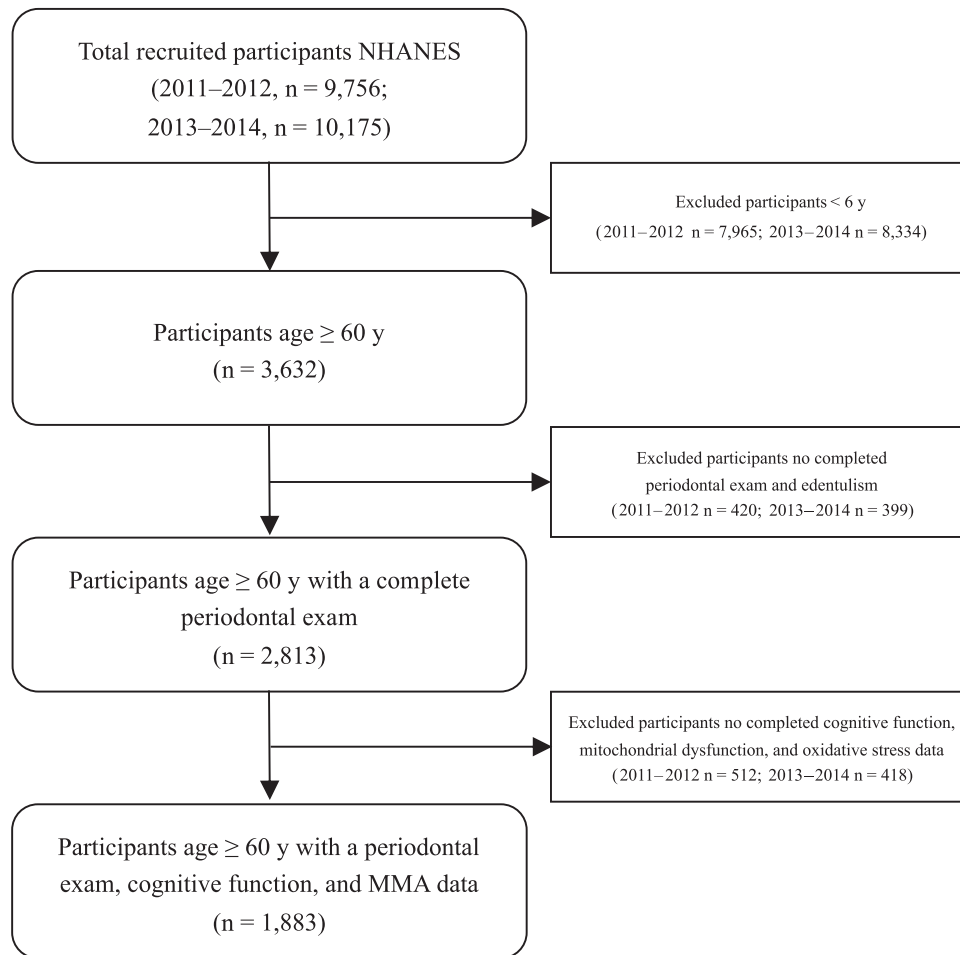 Total recruited participants NHANES
(2011–2012, n = 9,756;
2013–2014, n = 10,175)
Excluded participants < 6 y
(2011–2012 n = 7,965; 2013–2014 n = 8,334)
Participants age ≥ 60 y
(n = 3,632)
Excluded participants no completed
periodontal exam and edentulism
(2011–2012 n = 420; 2013–2014 n = 399)
Participants age ≥ 60 y with a complete
periodontal exam
(n = 2,813)
Excluded participants no completed cognitive function,
mitochondrial dysfunction, and oxidative stress data
(2011–2012 n = 512; 2013–2014 n = 418)
Participants age ≥ 60 y with a periodontal
exam, cognitive function, and MMA data
(n = 1,883)